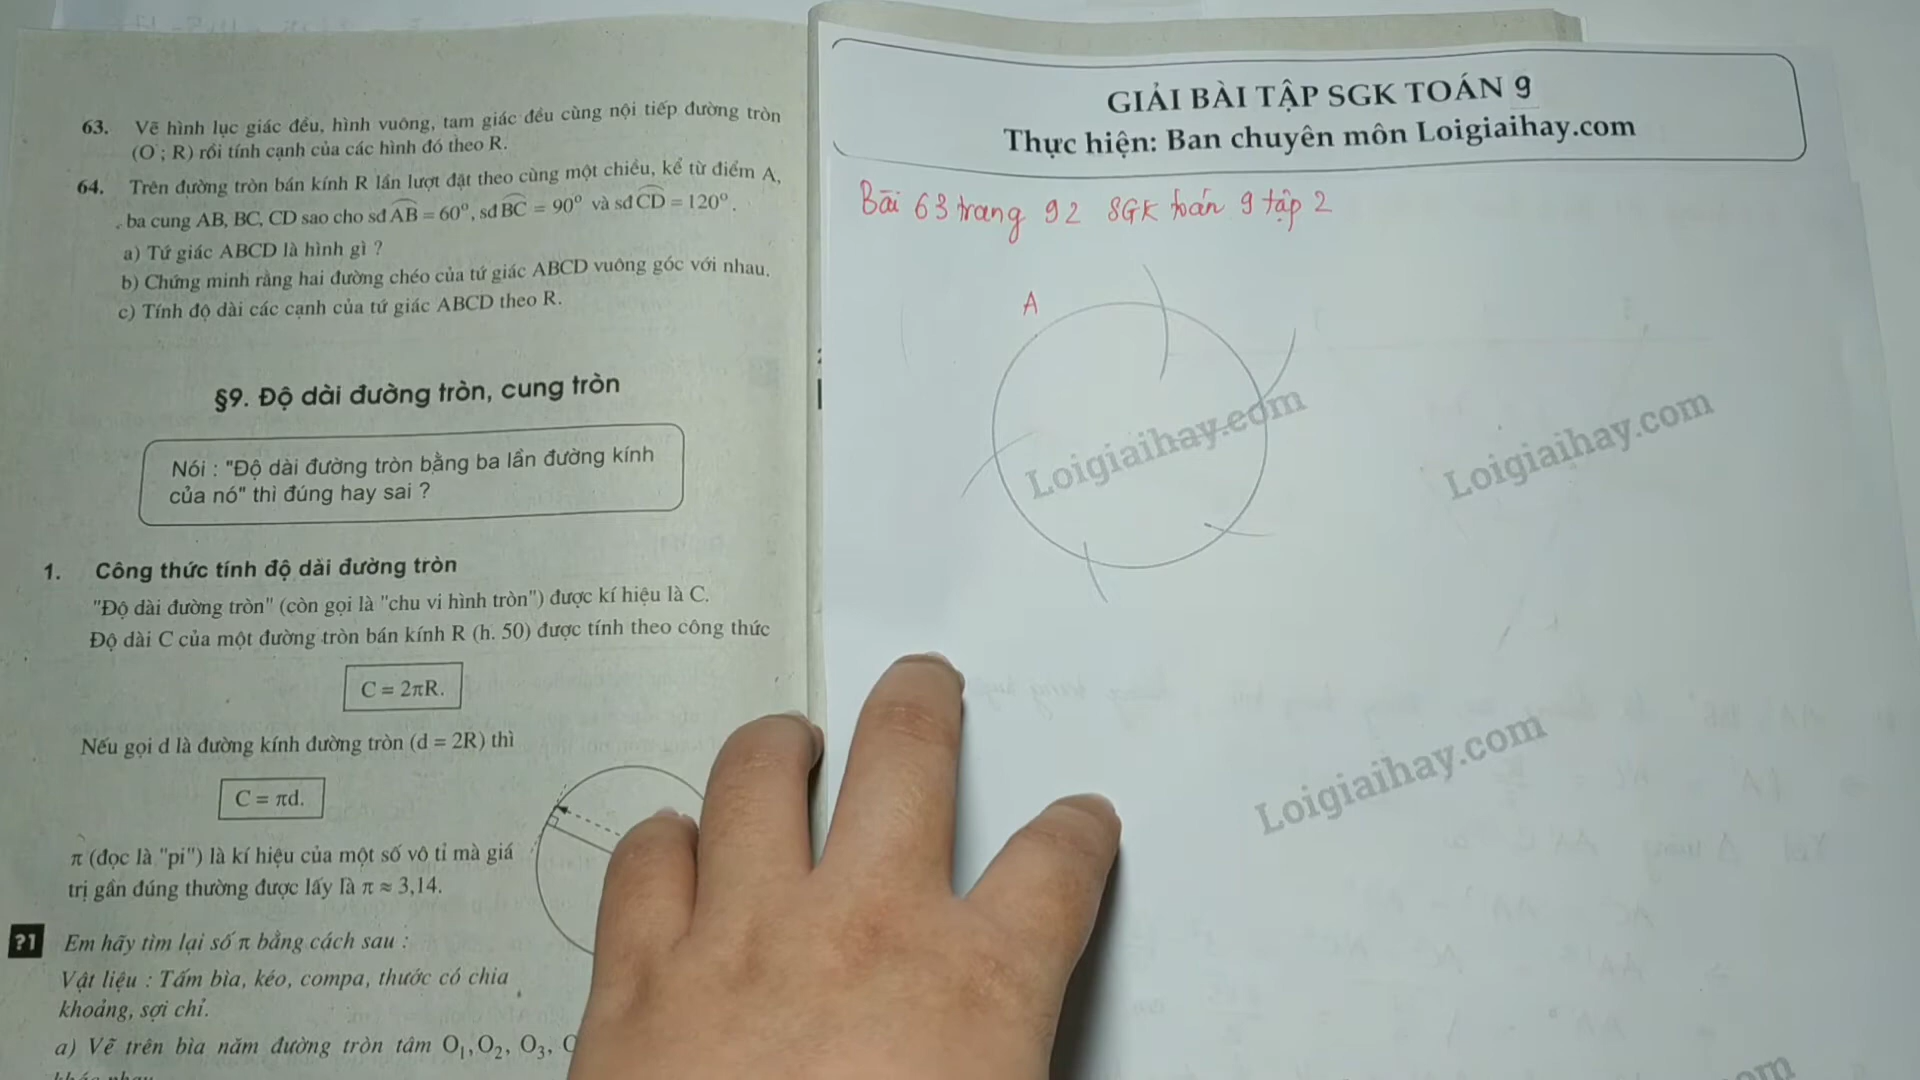 63. Vẽ hình lục giác đều, hình vuông, tam giác đều cùng nội tiếp đường tròn
(O ; R) rồi tính cạnh của các hình đó theo R.
64. Trên đường tròn bán kính R lần lượt đặt theo cùng một chiều, kể từ điểm A,
ba cung AB, BC, CD sao cho sđ AB = 60°, sđ BC = 90° và sđ CD = 120°.
a) Tứ giác ABCD là hình gì ?
b) Chứng minh rằng hai đường chéo của tứ giác ABCD vuông góc với nhau.
c) Tính độ dài các cạnh của tứ giác ABCD theo R.
§9. Độ dài đường tròn, cung tròn
Nói : "Độ dài đường tròn bằng ba lần đường kính
của nó" thì đúng hay sai ?
1. Công thức tính độ dài đường tròn
"Độ dài đường tròn" (còn gọi là "chu vi hình tròn") được kí hiệu là C.
Độ dài C của một đường tròn bán kính R (h. 50) được tính theo công thức
C = 2πR.
Nếu gọi d là đường kính đường tròn (d = 2R) thì
C = πd.
π (đọc là "pi") là kí hiệu của một số vô tỉ mà giá
trị gần đúng thường được lấy là π ≈ 3,14.
?1 Em hãy tìm lại số π bằng cách sau :
Vật liệu : Tấm bìa, kéo, compa, thước có chia
khoảng, sợi chỉ.
a) Vẽ trên bìa năm đường tròn tâm O₁, O₂, O₃,
GIẢI BÀI TẬP SGK TOÁN 9
Thực hiện: Ban chuyên môn Loigiaihay.com
Bài 63 trang 92 SGK toán 9 tập 2
A
Loigiaihay.com
Loigiaihay.com
Loigiaihay.com